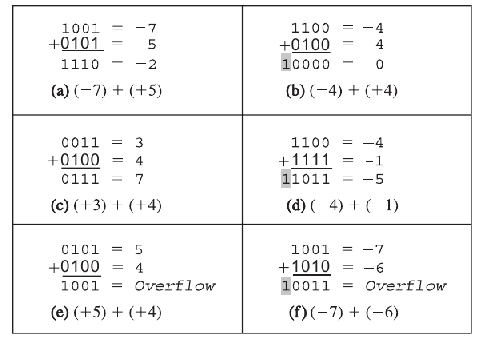 1001 = −7
+0101 = 5
1110 = −2
(a) (−7) + (+5)
1100 = −4
+0100 = 4
10000 = 0
(b) (−4) + (+4)
0011 = 3
+0100 = 4
0111 = 7
(c) (+3) + (+4)
1100 = −4
+1111 = −1
11011 = −5
(d) ( 4) + ( 1)
0101 = 5
+0100 = 4
1001 = Overflow
(e) (+5) + (+4)
1001 = −7
+1010 = −6
10011 = Overflow
(f) (−7) + (−6)